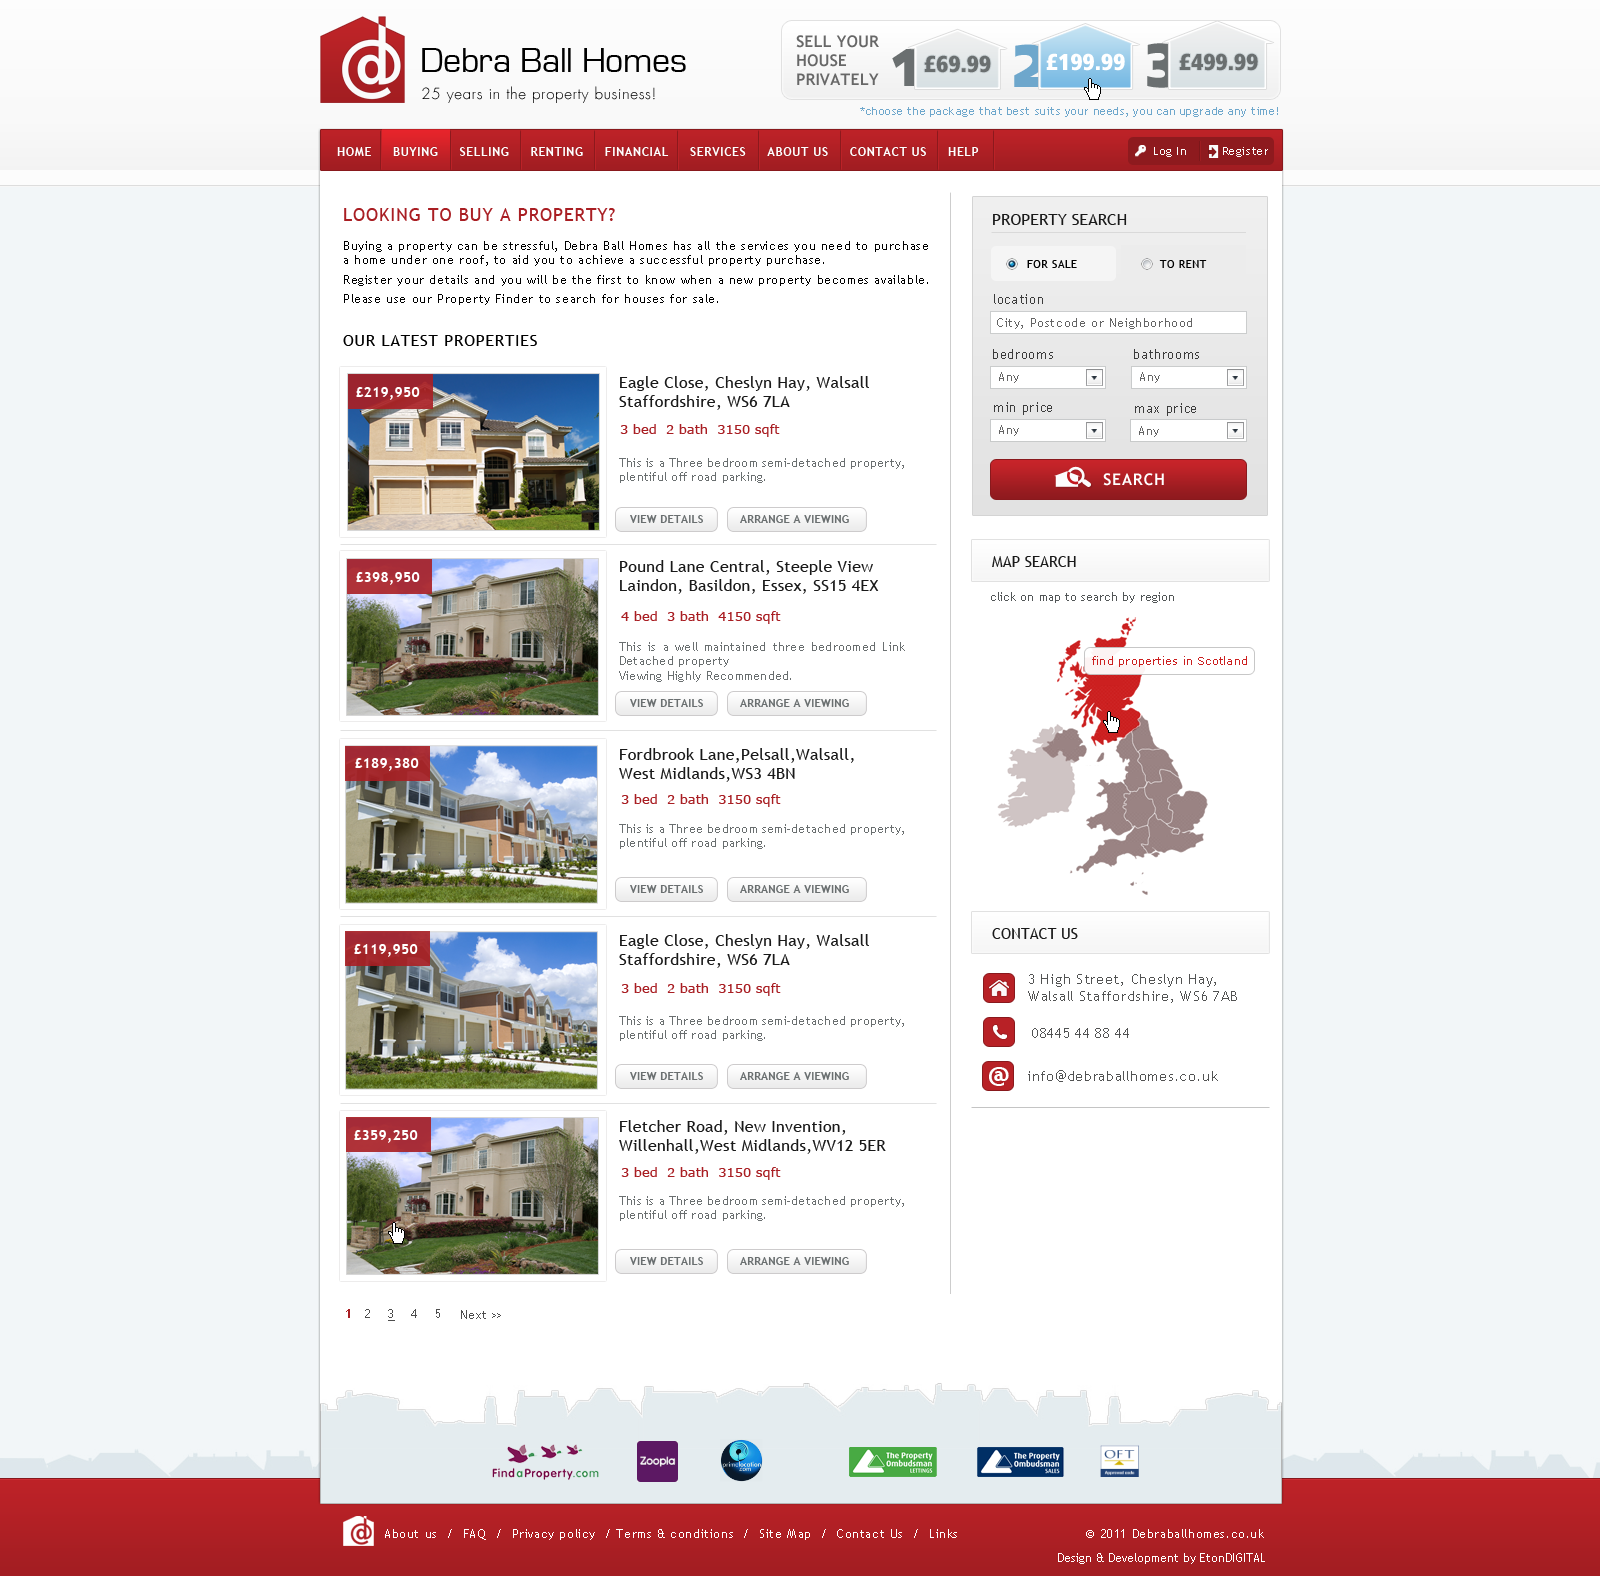 Debra Ball Homes
25 years in the property business!
SELL YOUR
HOUSE
PRIVATELY
1 £69.99
2 £199.99
3 £499.99
*choose the package that best suits your needs, you can upgrade any time!
HOME BUYING SELLING RENTING FINANCIAL SERVICES ABOUT US CONTACT US HELP Log In Register
LOOKING TO BUY A PROPERTY?
Buying a property can be stressful, Debra Ball Homes has all the services you need to purchase
a home under one roof, to aid you to achieve a successful property purchase.
Register your details and you will be the first to know when a new property becomes available.
Please use our Property Finder to search for houses for sale.
OUR LATEST PROPERTIES
£219,950
Eagle Close, Cheslyn Hay, Walsall
Staffordshire, WS6 7LA
3 bed 2 bath 3150 sqft
This is a Three bedroom semi-detached property,
plentiful off road parking.
VIEW DETAILS ARRANGE A VIEWING
£398,950
Pound Lane Central, Steeple View
Laindon, Basildon, Essex, SS15 4EX
4 bed 3 bath 4150 sqft
This is a well maintained three bedroomed Link
Detached property
Viewing Highly Recommended.
VIEW DETAILS ARRANGE A VIEWING
£189,380
Fordbrook Lane,Pelsall,Walsall,
West Midlands,WS3 4BN
3 bed 2 bath 3150 sqft
This is a Three bedroom semi-detached property,
plentiful off road parking.
VIEW DETAILS ARRANGE A VIEWING
£119,950
Eagle Close, Cheslyn Hay, Walsall
Staffordshire, WS6 7LA
3 bed 2 bath 3150 sqft
This is a Three bedroom semi-detached property,
plentiful off road parking.
VIEW DETAILS ARRANGE A VIEWING
£359,250
Fletcher Road, New Invention,
Willenhall,West Midlands,WV12 5ER
3 bed 2 bath 3150 sqft
This is a Three bedroom semi-detached property,
plentiful off road parking.
VIEW DETAILS ARRANGE A VIEWING
1 2 3 4 5 Next >>
PROPERTY SEARCH
FOR SALE TO RENT
location
City, Postcode or Neighborhood
bedrooms bathrooms
Any Any
min price max price
Any Any
SEARCH
MAP SEARCH
click on map to search by region
find properties in Scotland
CONTACT US
3 High Street, Cheslyn Hay,
Walsall Staffordshire, WS6 7AB
08445 44 88 44
@ info@debraballhomes.co.uk
FindaProperty.com
Zoopla
primelocation
.com
The Property
Ombudsman
LETTINGS
The Property
Ombudsman
SALES
OFT
Approved code
About us / FAQ / Privacy policy / Terms & conditions / Site Map / Contact Us / Links
© 2011 Debraballhomes.co.uk
Design & Development by EtonDIGITAL